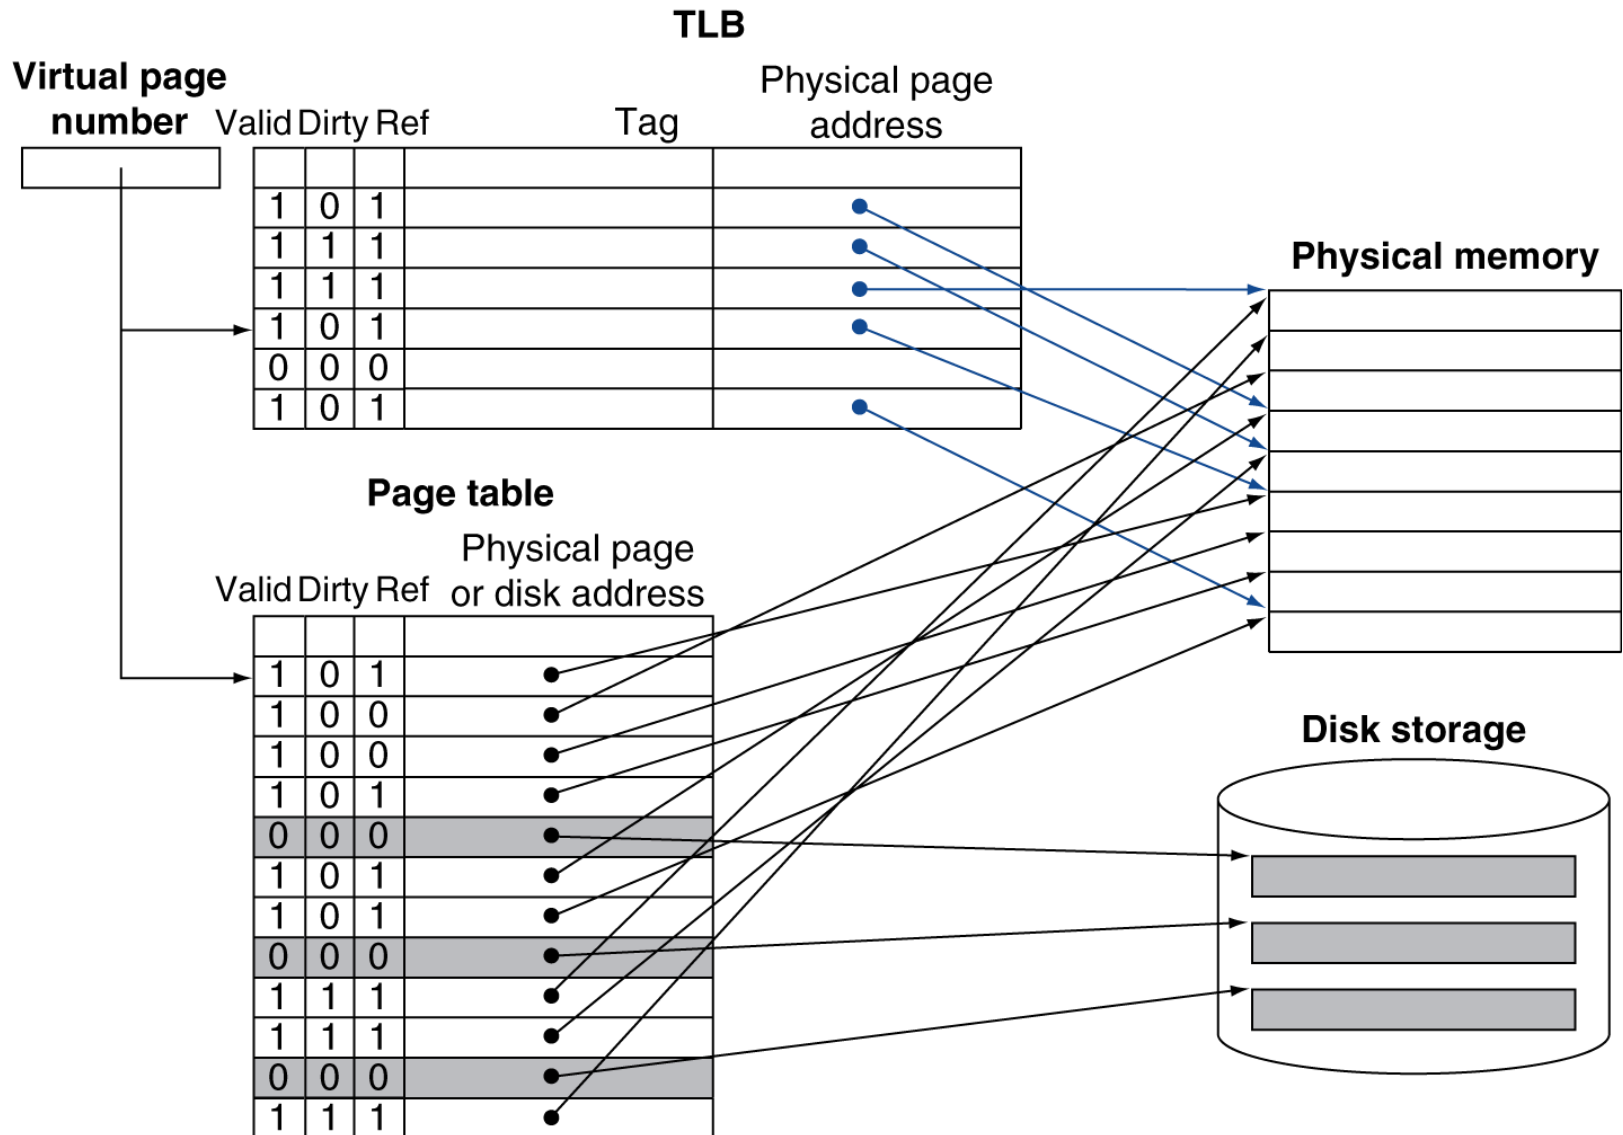 TLB
Virtual page
number
Valid Dirty Ref
Tag
Physical page
address
1 0 1
1 1 1
1 1 1
1 0 1
0 0 0
1 0 1
Physical memory
Page table
Valid Dirty Ref
Physical page
or disk address
1 0 1
1 0 0
1 0 0
1 0 1
0 0 0
1 0 1
1 0 1
0 0 0
1 1 1
1 1 1
0 0 0
1 1 1
Disk storage